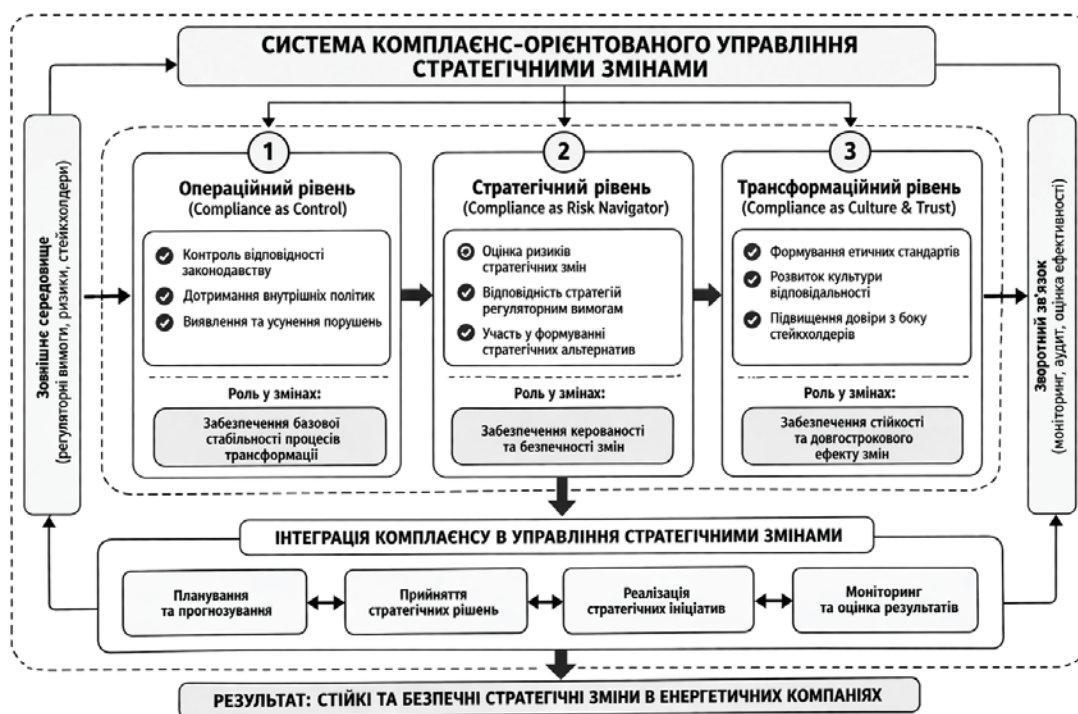 СИСТЕМА КОМПЛАЄНС-ОРІЄНТОВАНОГО УПРАВЛІННЯ
СТРАТЕГІЧНИМИ ЗМІНАМИ
Зовнішнє середовище
(регуляторні вимоги, ризики, стейкхолдери)
1
Операційний рівень
(Compliance as Control)
Контроль відповідності
законодавству
Дотримання внутрішніх політик
Виявлення та усунення порушень
Роль у змінах:
Забезпечення базової
стабільності процесів
трансформації
2
Стратегічний рівень
(Compliance as Risk Navigator)
Оцінка ризиків
стратегічних змін
Відповідність стратегій
регуляторним вимогам
Участь у формуванні
стратегічних альтернатив
Роль у змінах:
Забезпечення керованості
та безпечності змін
3
Трансформаційний рівень
(Compliance as Culture & Trust)
Формування етичних стандартів
Розвиток культури
відповідальності
Підвищення довіри з боку
стейкхолдерів
Роль у змінах:
Забезпечення стійкості
та довгострокового
ефекту змін
Зворотний зв'язок
(моніторинг, аудит, оцінка ефективності)
ІНТЕГРАЦІЯ КОМПЛАЄНСУ В УПРАВЛІННЯ СТРАТЕГІЧНИМИ ЗМІНАМИ
Планування
та прогнозування
Прийняття
стратегічних рішень
Реалізація
стратегічних ініціатив
Моніторинг
та оцінка результатів
РЕЗУЛЬТАТ: СТІЙКІ ТА БЕЗПЕЧНІ СТРАТЕГІЧНІ ЗМІНИ В ЕНЕРГЕТИЧНИХ КОМПАНІЯХ